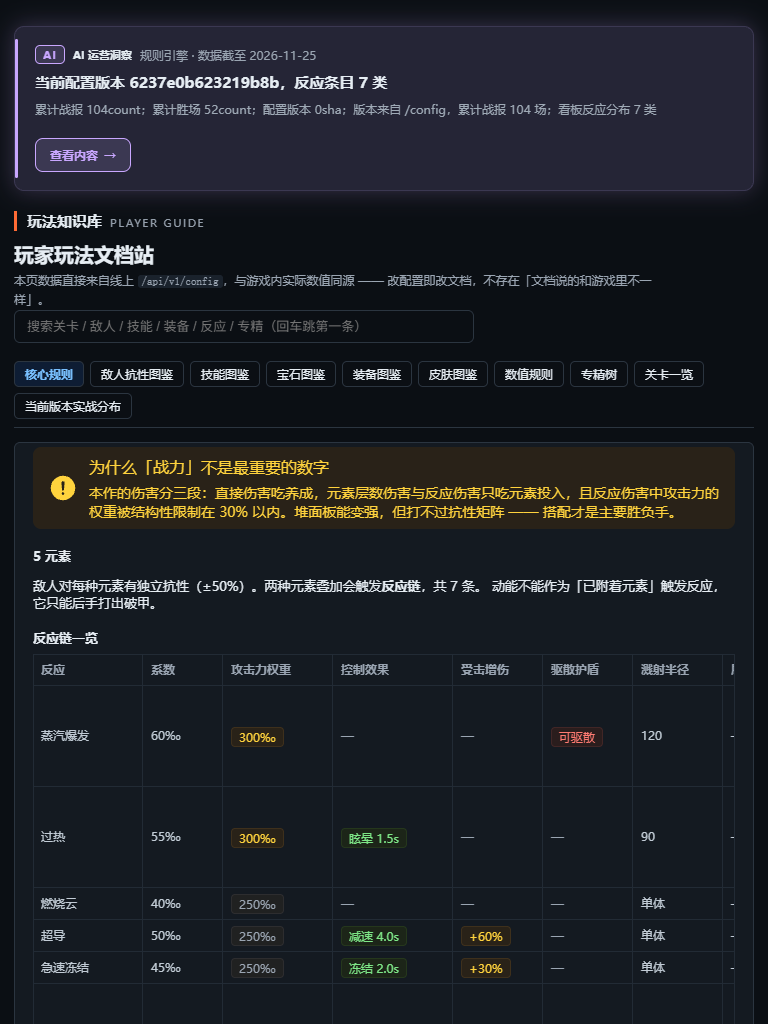 AI AI 运营洞察 规则引擎 · 数据截至 2026-11-25
当前配置版本 6237e0b623219b8b，反应条目 7 类
累计战报 104count；累计胜场 52count；配置版本 0sha；版本来自 /config，累计战报 104 场；看板反应分布 7 类
查看内容 →
玩法知识库 PLAYER GUIDE
玩家玩法文档站
本页数据直接来自线上 /api/v1/config，与游戏内实际数值同源 —— 改配置即改文档，不存在「文档说的和游戏里不一
样」。
搜索关卡 / 敌人 / 技能 / 装备 / 反应 / 专精（回车跳第一条）
核心规则 敌人抗性图鉴 技能图鉴 宝石图鉴 装备图鉴 皮肤图鉴 数值规则 专精树 关卡一览
当前版本实战分布
为什么「战力」不是最重要的数字
本作的伤害分三段：直接伤害吃养成，元素层数伤害与反应伤害只吃元素投入，且反应伤害中攻击力的
权重被结构性限制在 30% 以内。堆面板能变强，但打不过抗性矩阵 —— 搭配才是主要胜负手。
5 元素
敌人对每种元素有独立抗性（±50%）。两种元素叠加会触发反应链，共 7 条。 动能不能作为「已附着元素」触发反应，
它只能后手打出破甲。
反应链一览
反应 系数 攻击力权重 控制效果 受击增伤 驱散护盾 溅射半径
蒸汽爆发 60‰ 300‰ — — 可驱散 120
过热 55‰ 300‰ 眩晕 1.5s — — 90
燃烧云 40‰ 250‰ — — — 单体
超导 50‰ 250‰ 减速 4.0s +60% — 单体
急速冻结 45‰ 250‰ 冻结 2.0s +30% — 单体